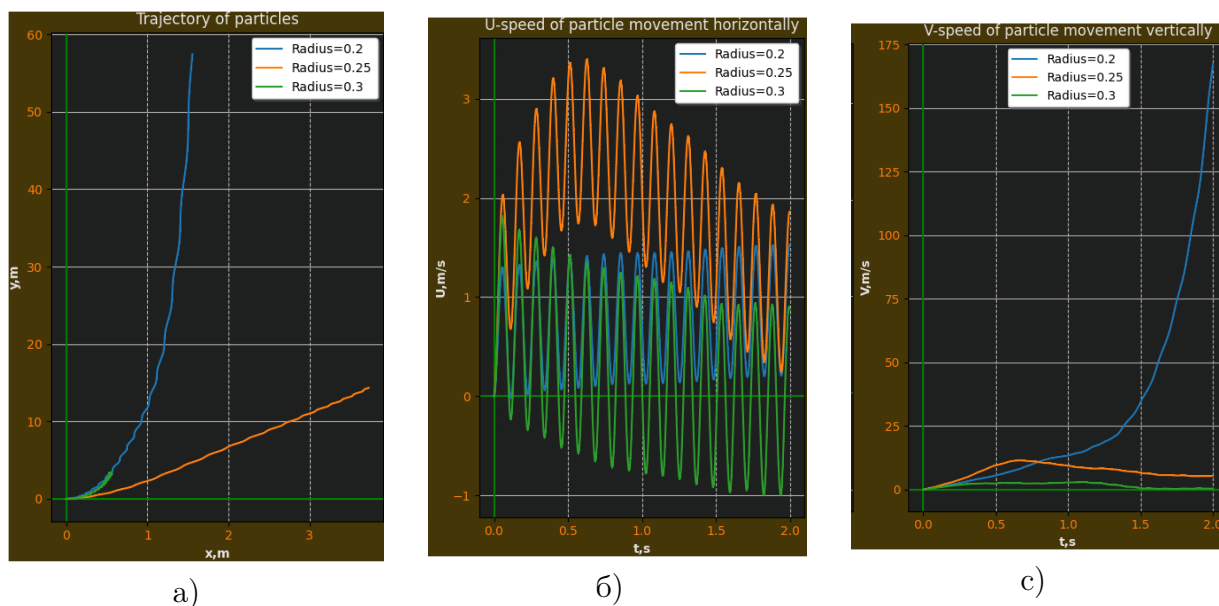 Trajectory of particles
60
50
40
30
20
10
0
y,m
0 1 2 3
x,m
Radius=0.2
Radius=0.25
Radius=0.3
a)
U-speed of particle movement horizontally
3
2
1
0
−1
U,m/s
0.0 0.5 1.0 1.5 2.0
t,s
Radius=0.2
Radius=0.25
Radius=0.3
б)
V-speed of particle movement vertically
175
150
125
100
75
50
25
0
V,m/s
0.0 0.5 1.0 1.5 2.0
t,s
Radius=0.2
Radius=0.25
Radius=0.3
c)